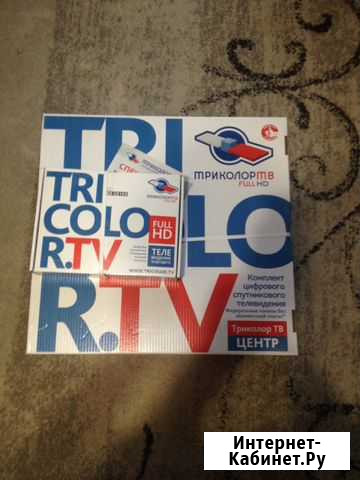 TRI
COLO
R.TV
ТРИКОЛОР ТВ
FULL HD
Комплект
цифрового
спутникового
телевидения
Триколор ТВ
ЦЕНТР
TRI
COLO
R.TV
FULL
HD
ТЕЛЕ
WWW.TRICOLOR.TV
Интернет-
Кабинет.Ру